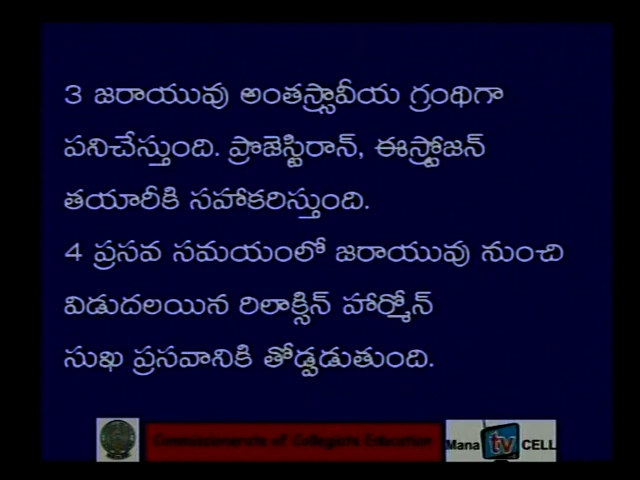 3 జరాయువు అంతస్స్రావీయ గ్రంథిగా
పనిచేస్తుంది. ప్రొజెస్టిరాన్, ఈస్ట్రోజన్
తయారీకి సహాకరిస్తుంది.
4 ప్రసవ సమయంలో జరాయువు నుంచి
విడుదలయిన రిలాక్సిన్ హార్మోన్
సుఖ ప్రసవానికి తోడ్పడుతుంది.
Commissionerate of Collegiate Education
Mana tv CELL